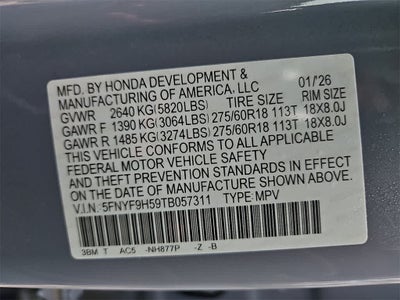 MFD. BY HONDA DEVELOPMENT &
MANUFACTURING OF AMERICA, LLC 01/'26
GVWR 2640 KG(5820LBS) TIRE SIZE RIM SIZE
GAWR F 1390 KG(3064LBS) 275/60R18 113T 18X8.0J
GAWR R 1485 KG(3274LBS) 275/60R18 113T 18X8.0J
THIS VEHICLE CONFORMS TO ALL APPLICABLE
FEDERAL MOTOR VEHICLE SAFETY STANDARDS IN EFFECT
ON THE DATE OF MANUFACTURE SHOWN ABOVE.
V.I.N: 5FNYF9H59TB057311 TYPE: MPV
3BM T AC5 -NH877P -Z -B